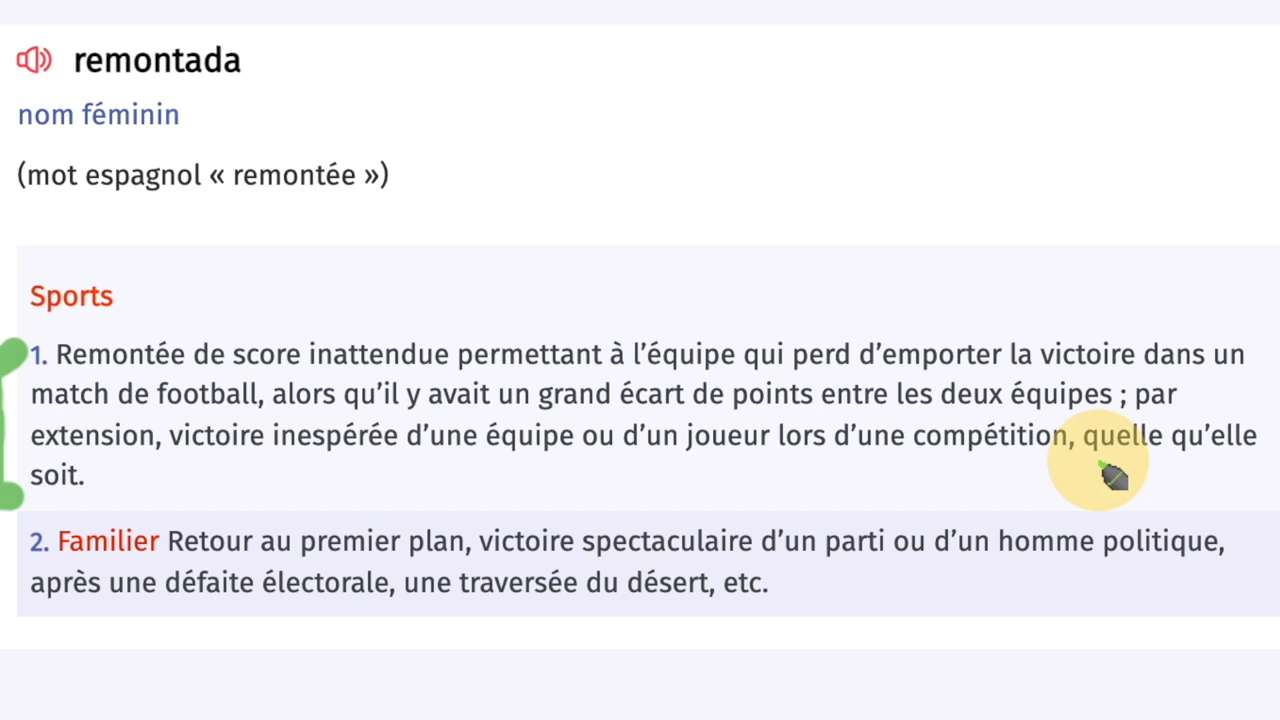 remontada
nom féminin
(mot espagnol « remontée »)
Sports
1. Remontée de score inattendue permettant à l’équipe qui perd d’emporter la victoire dans un
match de football, alors qu’il y avait un grand écart de points entre les deux équipes ; par
extension, victoire inespérée d’une équipe ou d’un joueur lors d’une compétition, quelle qu’elle
soit.
2. Familier Retour au premier plan, victoire spectaculaire d’un parti ou d’un homme politique,
après une défaite électorale, une traversée du désert, etc.